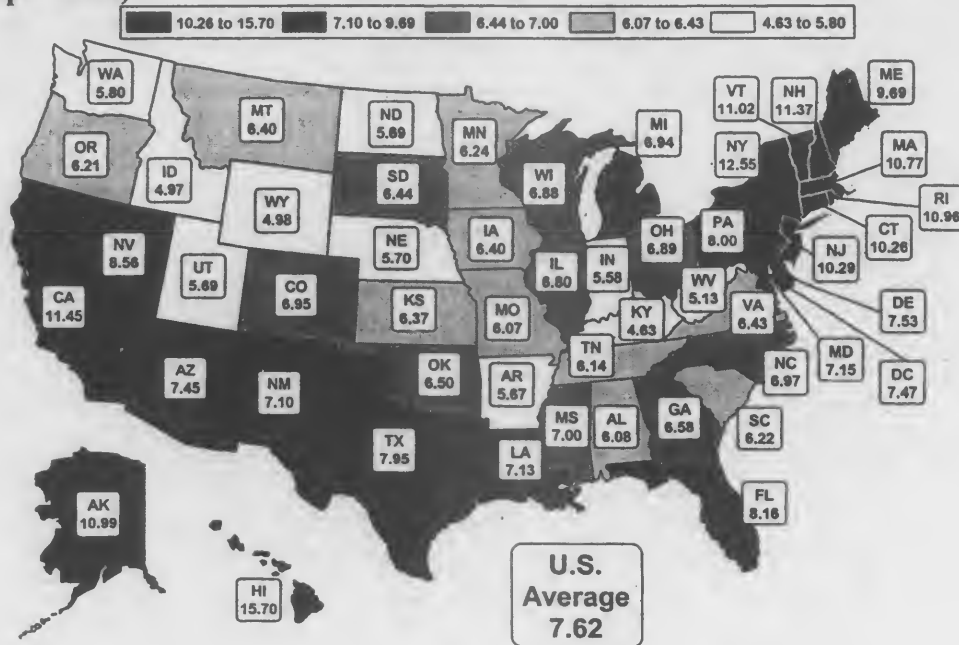 10.26 to 15.70
7.10 to 9.69
6.44 to 7.00
6.07 to 6.43
4.63 to 5.80
WA
5.80
MT
6.40
ND
5.69
MN
6.24
MI
6.94
VT
11.02
NH
11.37
ME
9.69
OR
6.21
ID
4.97
WY
4.98
SD
6.44
WI
6.88
NY
12.55
MA
10.77
RI
10.96
NV
8.56
UT
5.69
CO
6.95
NE
5.70
IA
6.40
IL
6.80
IN
5.58
OH
6.89
PA
8.00
NJ
10.29
CT
10.26
CA
11.45
KS
6.37
MO
6.07
KY
4.63
WV
5.13
VA
6.43
DE
7.53
AZ
7.45
NM
7.10
OK
6.50
AR
5.67
TN
6.14
NC
6.97
MD
7.15
DC
7.47
TX
7.95
LA
7.13
MS
7.00
AL
6.08
GA
6.58
SC
6.22
AK
10.99
HI
15.70
FL
8.16
U.S.
Average
7.62